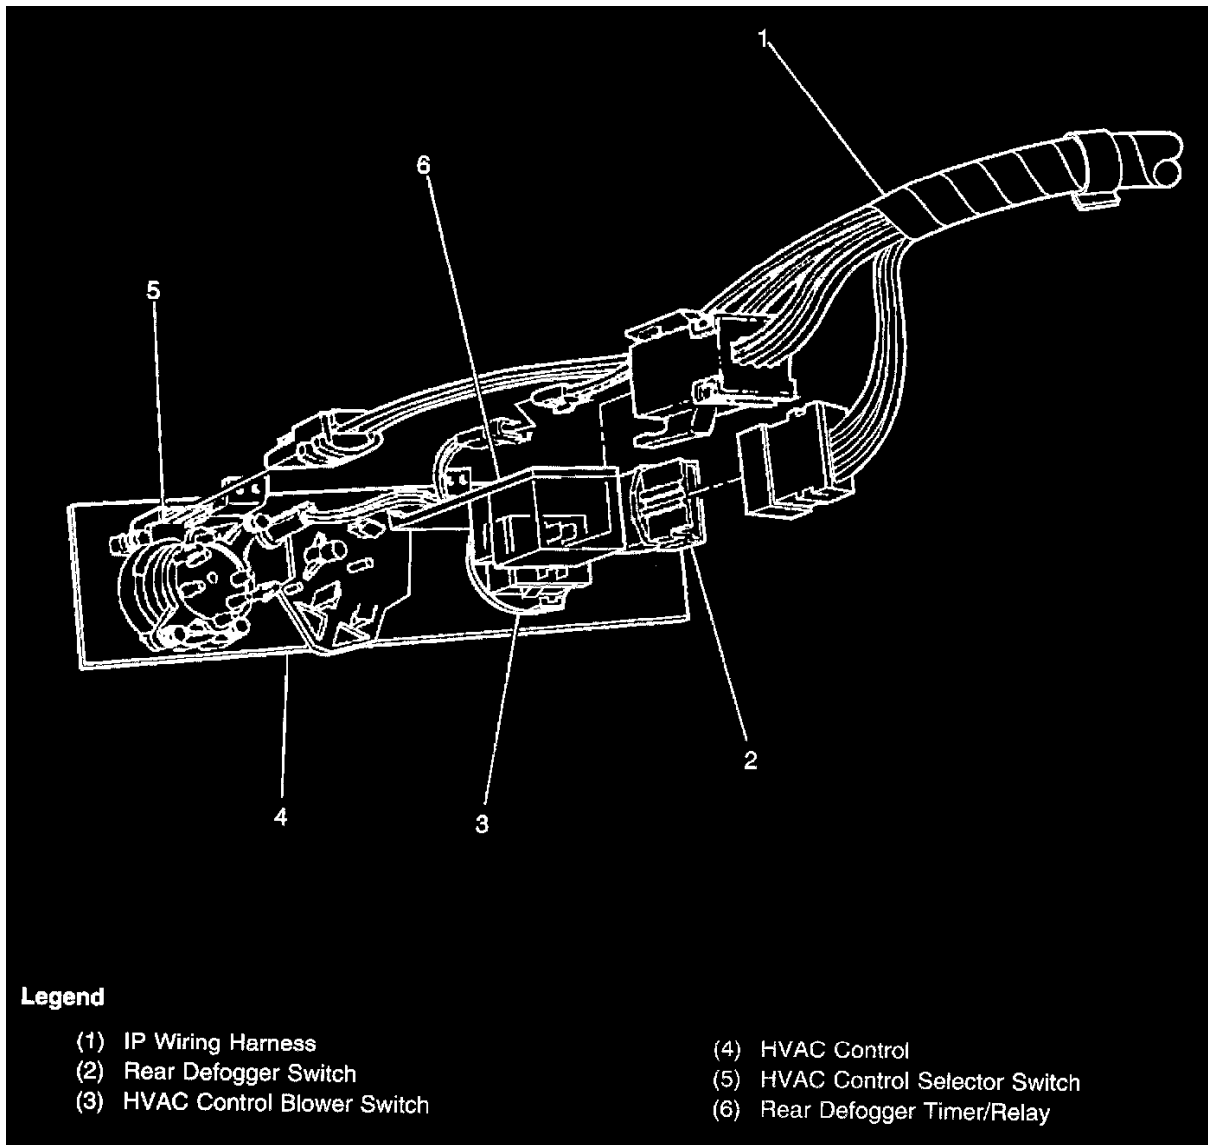 1
6
5
2
4
3
Legend
(1) IP Wiring Harness
(2) Rear Defogger Switch
(3) HVAC Control Blower Switch
(4) HVAC Control
(5) HVAC Control Selector Switch
(6) Rear Defogger Timer/Relay